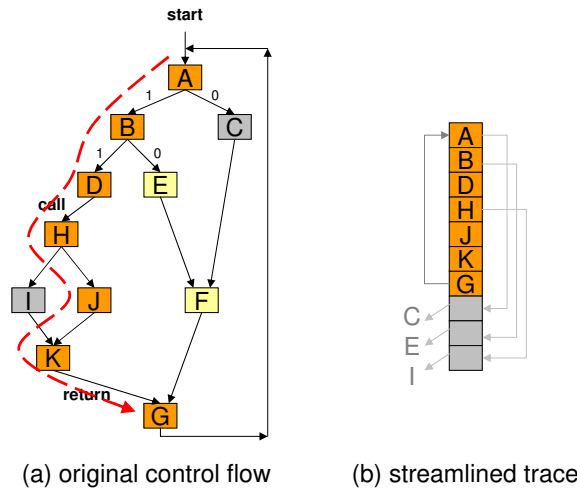 start
A
1 0
B C
1 0
D E
call
H
I J F
K
return
G
(a) original control flow
A
B
D
H
J
K
G
C
E
I
(b) streamlined trace